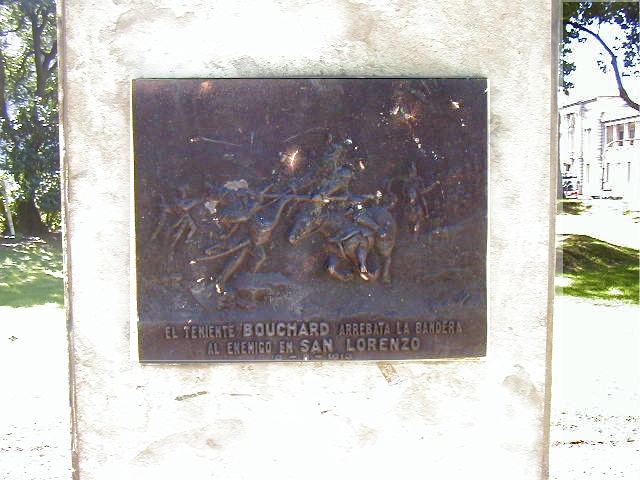 EL TENIENTE BOUCHARD ARREBATA LA BANDERA
AL ENEMIGO EN SAN LORENZO